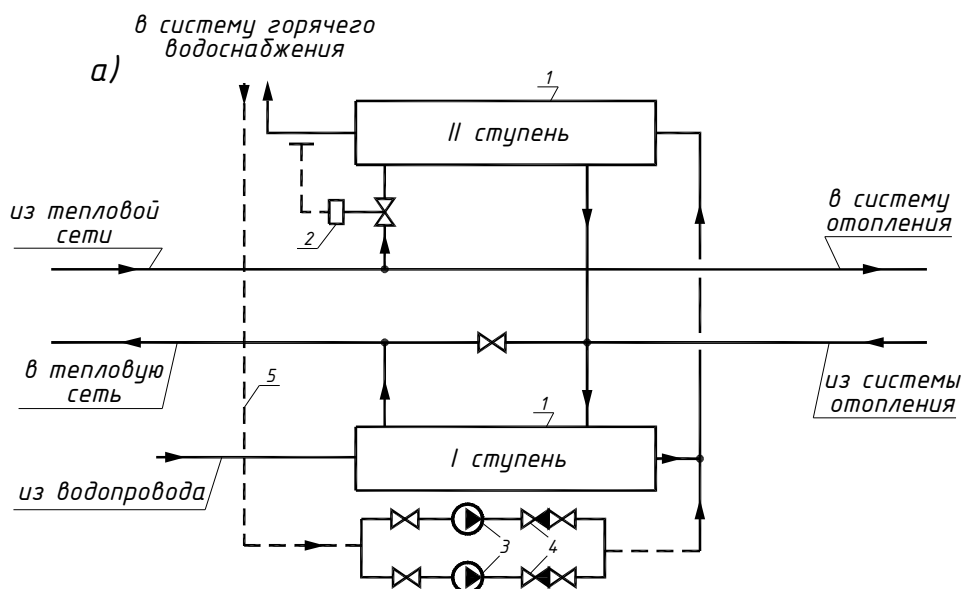 в систему горячего
водоснабжения
а)
1
II ступень
из тепловой
сети
2
в систему
отопления
в тепловую
сеть
5
1
из системы
отопления
I ступень
из водопровода
3
4